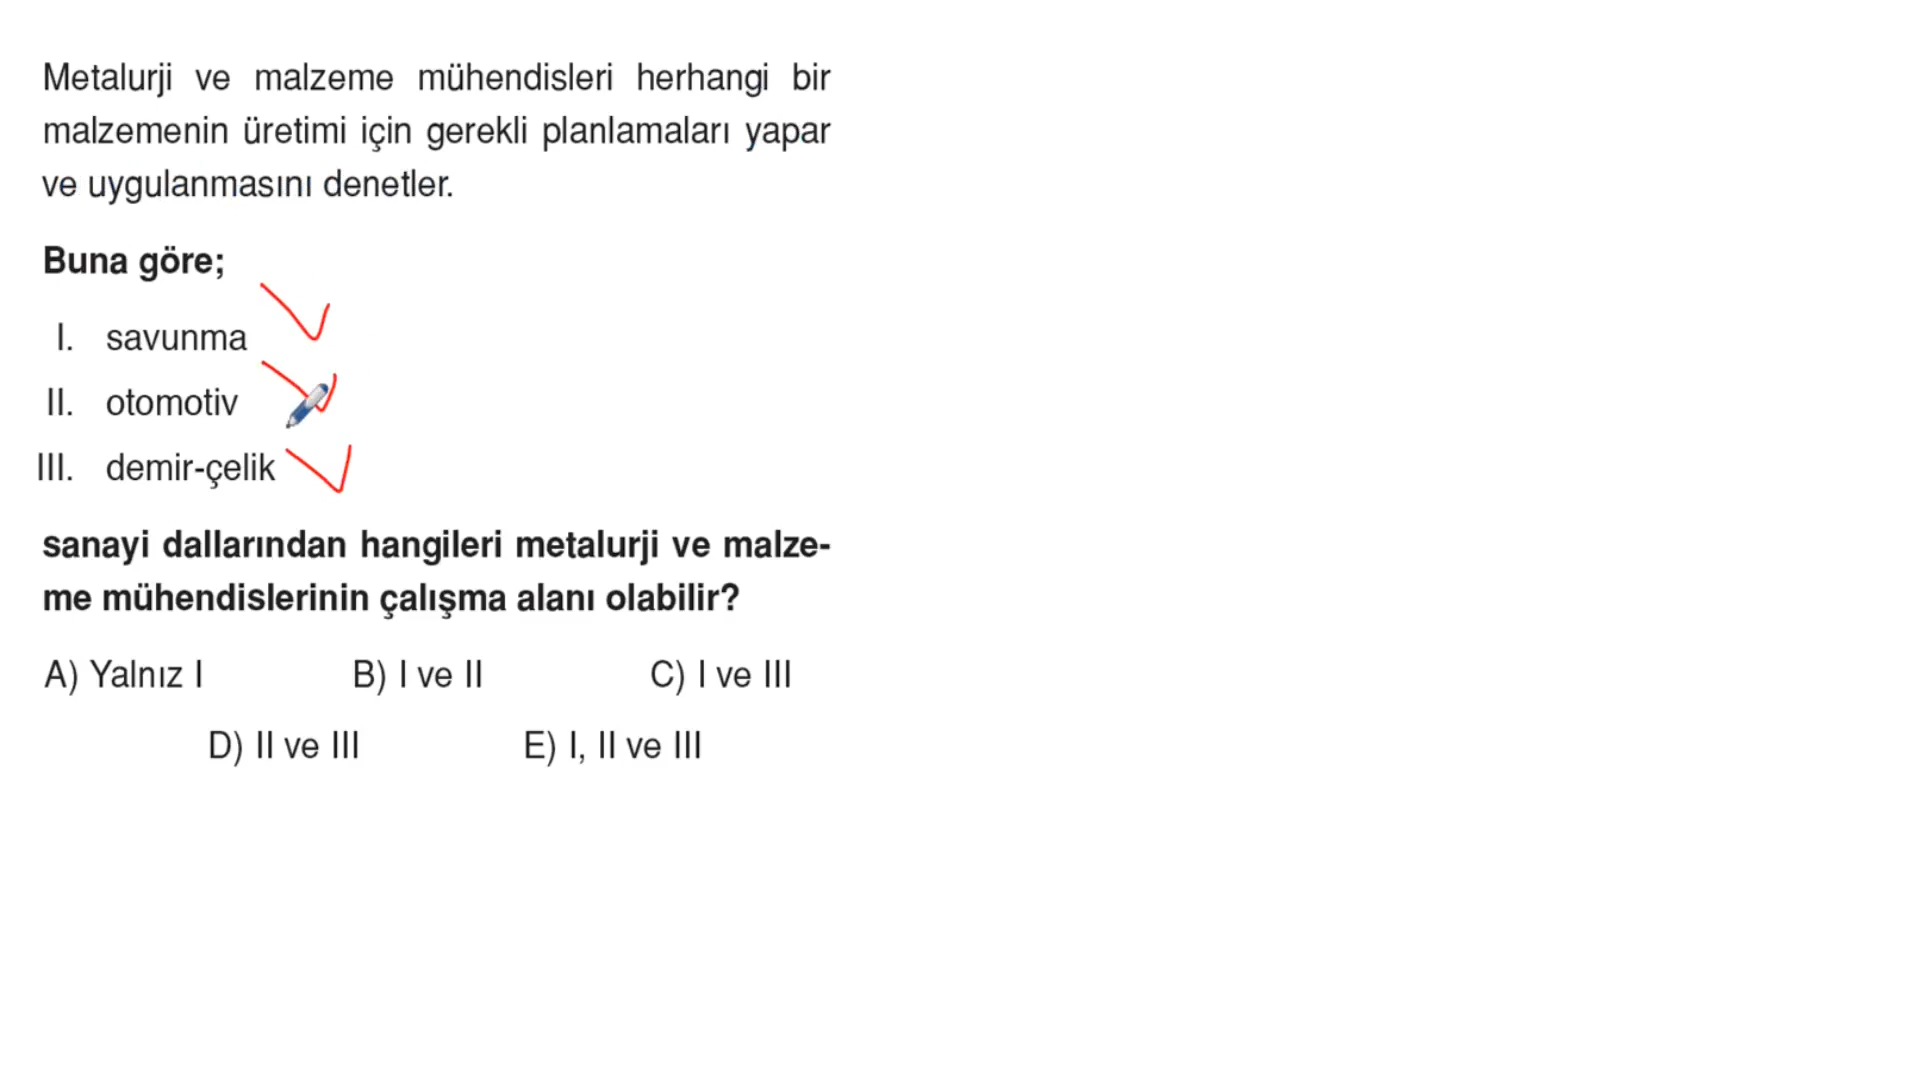 Metalurji ve malzeme mühendisleri herhangi bir
malzemenin üretimi için gerekli planlamaları yapar
ve uygulanmasını denetler.
Buna göre;
I. savunma
II. otomotiv
III. demir-çelik
sanayi dallarından hangileri metalurji ve malze-
me mühendislerinin çalışma alanı olabilir?
A) Yalnız I B) I ve II C) I ve III
D) II ve III E) I, II ve III